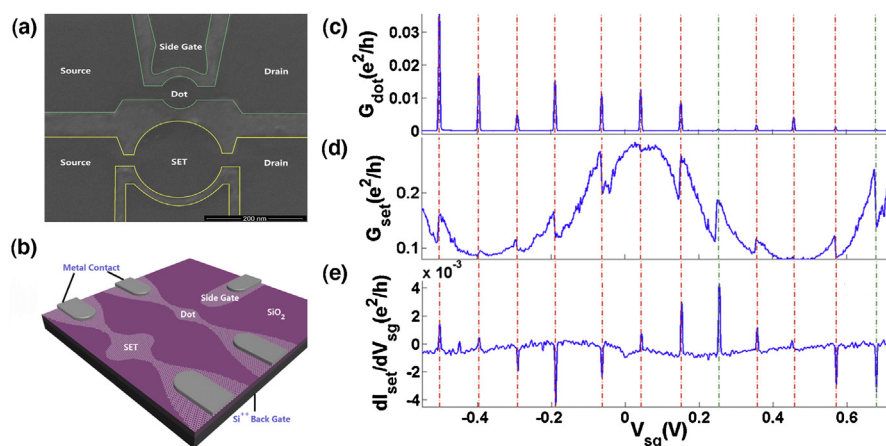 (a)
Side Gate
Source
Drain
Dot
Source
SET
Drain
200 nm
(b)
Metal Contact
Side Gate
SiO2
Dot
SET
Si++ Back Gate
(c)
Gdot(e²/h)
0.03
0.02
0.01
0
(d)
Gset(e²/h)
0.2
0.1
(e)
x 10⁻³
dIset/dVsg(e²/h)
4
2
0
-2
-4
-0.4
-0.2
0
0.2
0.4
0.6
Vsg(V)